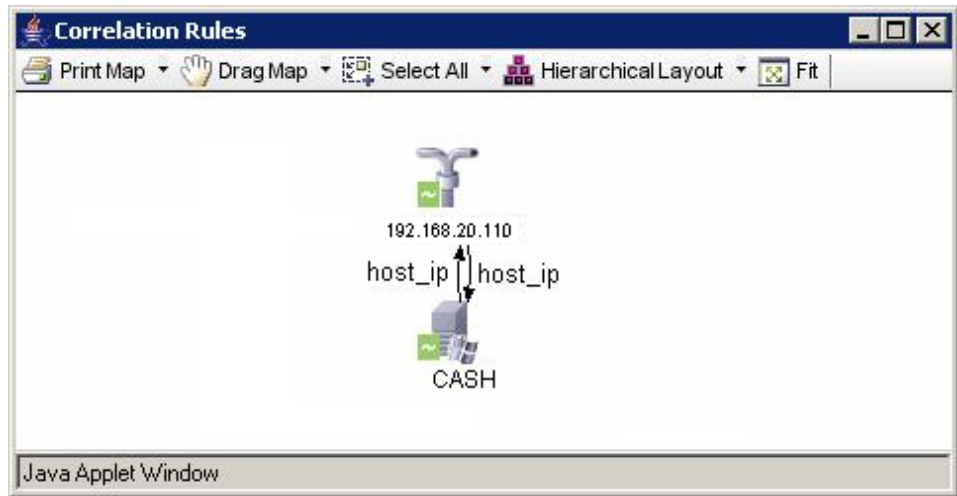 Correlation Rules
Print Map Drag Map Select All Hierarchical Layout Fit
192.168.20.110
host_ip host_ip
CASH
Java Applet Window